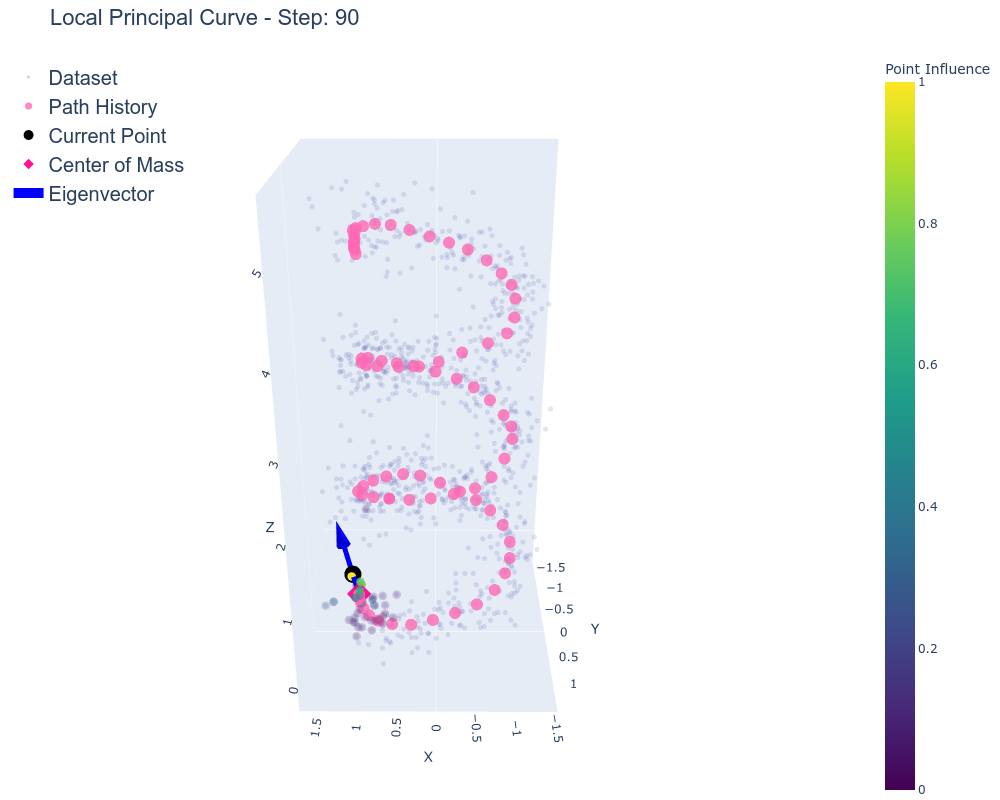 Local Principal Curve - Step: 90
Dataset
Path History
Current Point
Center of Mass
Eigenvector
Point Influence
1
0.8
0.6
0.4
0.2
0
5
4
3
Z
2
1
0
−1.5
−1
−0.5
0
Y
0.5
1
1.5
1
0.5
0
−0.5
−1
−1.5
X